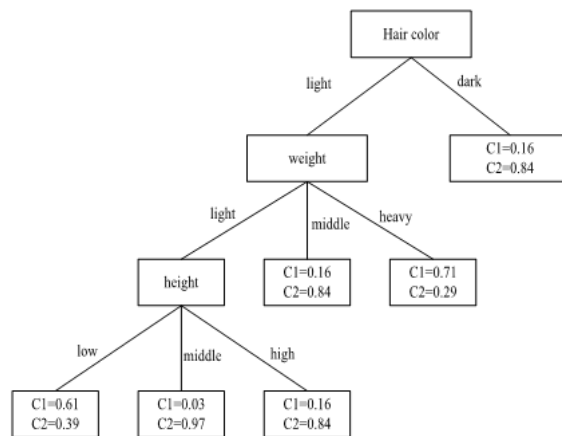 Hair color
light
dark
weight
C1=0.16
C2=0.84
light
middle
heavy
height
C1=0.16
C2=0.84
C1=0.71
C2=0.29
low
middle
high
C1=0.61
C2=0.39
C1=0.03
C2=0.97
C1=0.16
C2=0.84